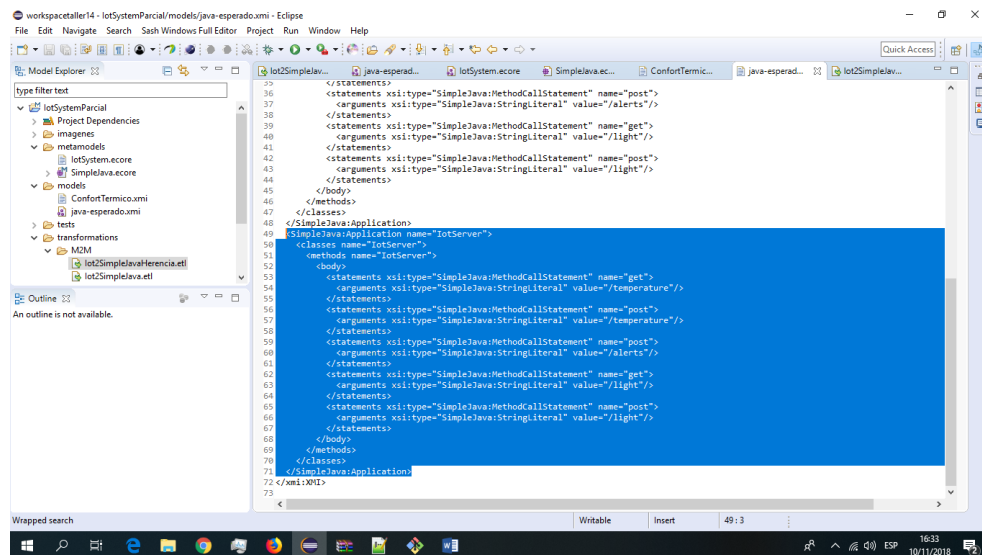 workspacetaller14 - IotSystemParcial/models/java-esperado.xmi - Eclipse
File Edit Navigate Search Sash Windows Full Editor Project Run Window Help
Quick Access
Model Explorer
type filter text
IotSystemParcial
Project Dependencies
imagenes
metamodels
IotSystem.ecore
SimpleJava.ecore
models
ConfortTermico.xmi
java-esperado.xmi
tests
transformations
M2M
Iot2SimpleJavaHerencia.etl
Iot2SimpleJava.etl
Outline
An outline is not available.
Iot2SimpleJav... java-esperad... IotSystem.ecore SimpleJava.ec... ConfortTermic... java-esperad... Iot2SimpleJav...
35 </statements>
36 <statements xsi:type="SimpleJava:MethodCallStatement" name="post">
37 <arguments xsi:type="SimpleJava:StringLiteral" value="/alerts"/>
38 </statements>
39 <statements xsi:type="SimpleJava:MethodCallStatement" name="get">
40 <arguments xsi:type="SimpleJava:StringLiteral" value="/light"/>
41 </statements>
42 <statements xsi:type="SimpleJava:MethodCallStatement" name="post">
43 <arguments xsi:type="SimpleJava:StringLiteral" value="/light"/>
44 </statements>
45 </body>
46 </methods>
47 </classes>
48 </SimpleJava:Application>
49 <SimpleJava:Application name="IotServer">
50 <classes name="IotServer">
51 <methods name="IotServer">
52 <body>
53 <statements xsi:type="SimpleJava:MethodCallStatement" name="get">
54 <arguments xsi:type="SimpleJava:StringLiteral" value="/temperature"/>
55 </statements>
56 <statements xsi:type="SimpleJava:MethodCallStatement" name="post">
57 <arguments xsi:type="SimpleJava:StringLiteral" value="/temperature"/>
58 </statements>
59 <statements xsi:type="SimpleJava:MethodCallStatement" name="post">
60 <arguments xsi:type="SimpleJava:StringLiteral" value="/alerts"/>
61 </statements>
62 <statements xsi:type="SimpleJava:MethodCallStatement" name="get">
63 <arguments xsi:type="SimpleJava:StringLiteral" value="/light"/>
64 </statements>
65 <statements xsi:type="SimpleJava:MethodCallStatement" name="post">
66 <arguments xsi:type="SimpleJava:StringLiteral" value="/light"/>
67 </statements>
68 </body>
69 </methods>
70 </classes>
71 </SimpleJava:Application>
72 </xmi:XMI>
73
Wrapped search Writable Insert 49 : 3
ESP 16:33
10/11/2018